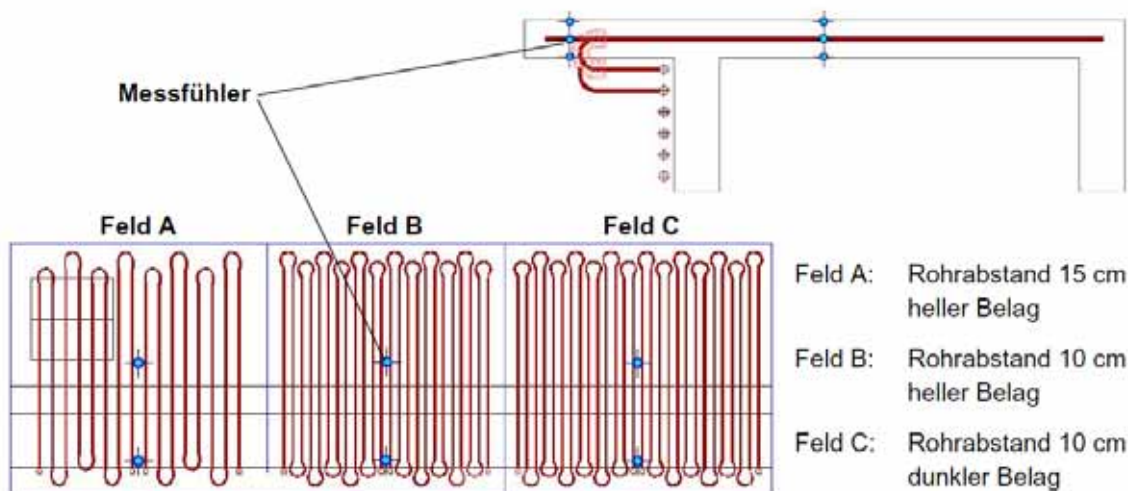 Messfühler
Feld A
Feld B
Feld C
Feld A: Rohrabstand 15 cm
heller Belag
Feld B: Rohrabstand 10 cm
heller Belag
Feld C: Rohrabstand 10 cm
dunkler Belag